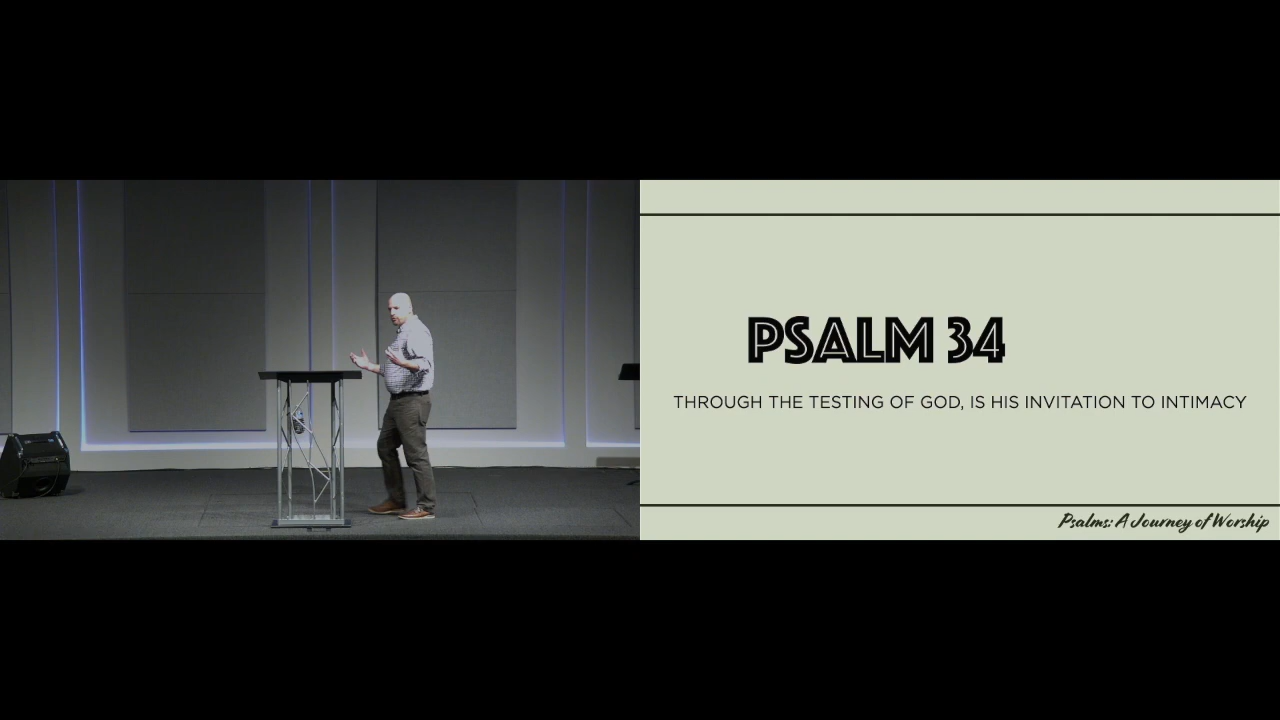 PSALM 34
THROUGH THE TESTING OF GOD, IS HIS INVITATION TO INTIMACY
Psalms: A Journey of Worship